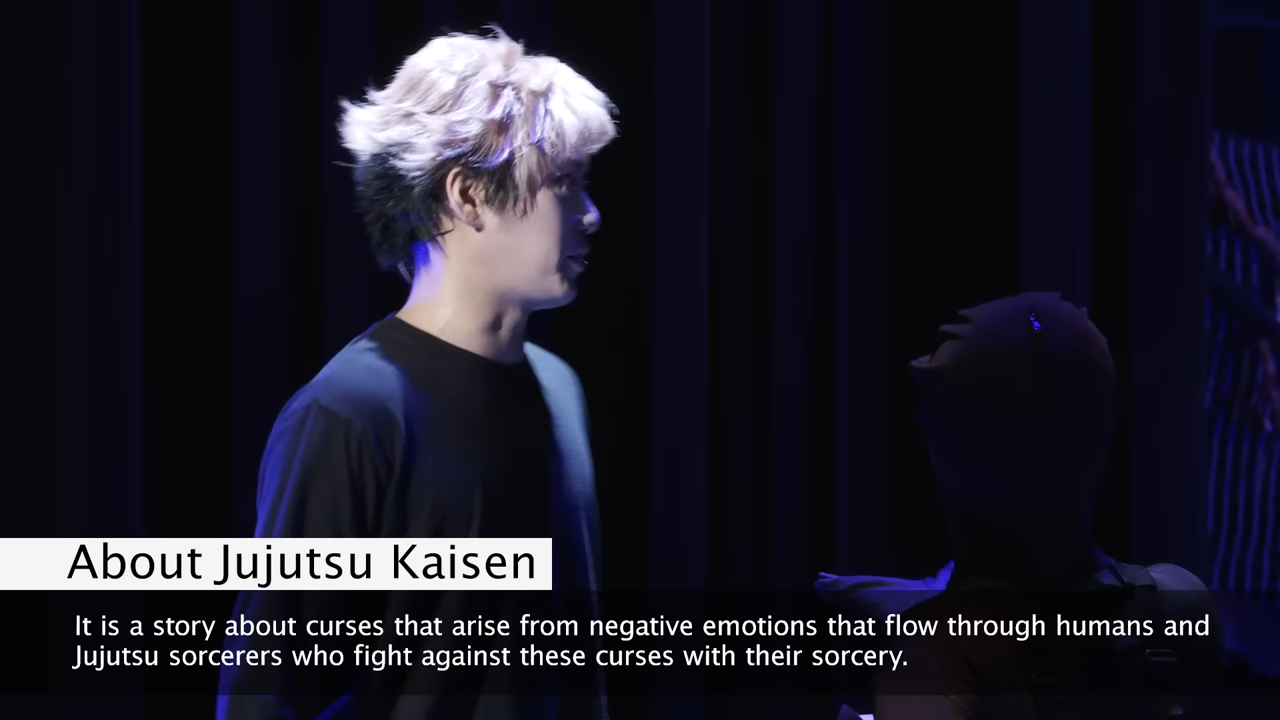 About Jujutsu Kaisen
It is a story about curses that arise from negative emotions that flow through humans and
Jujutsu sorcerers who fight against these curses with their sorcery.